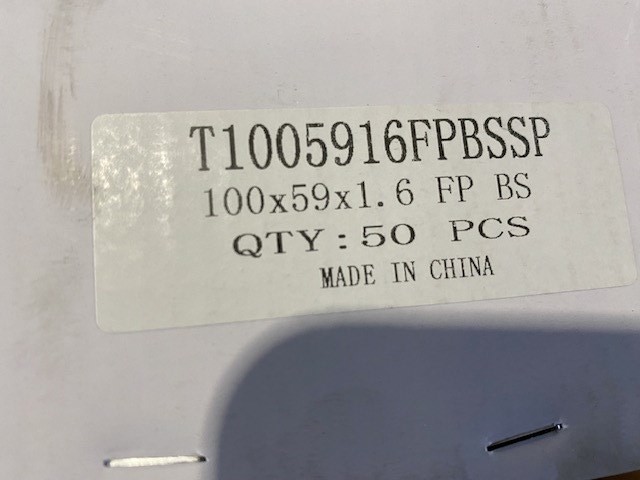 T1005916FPBSSP
100x59x1.6 FP BS
QTY:50 PCS
MADE IN CHINA